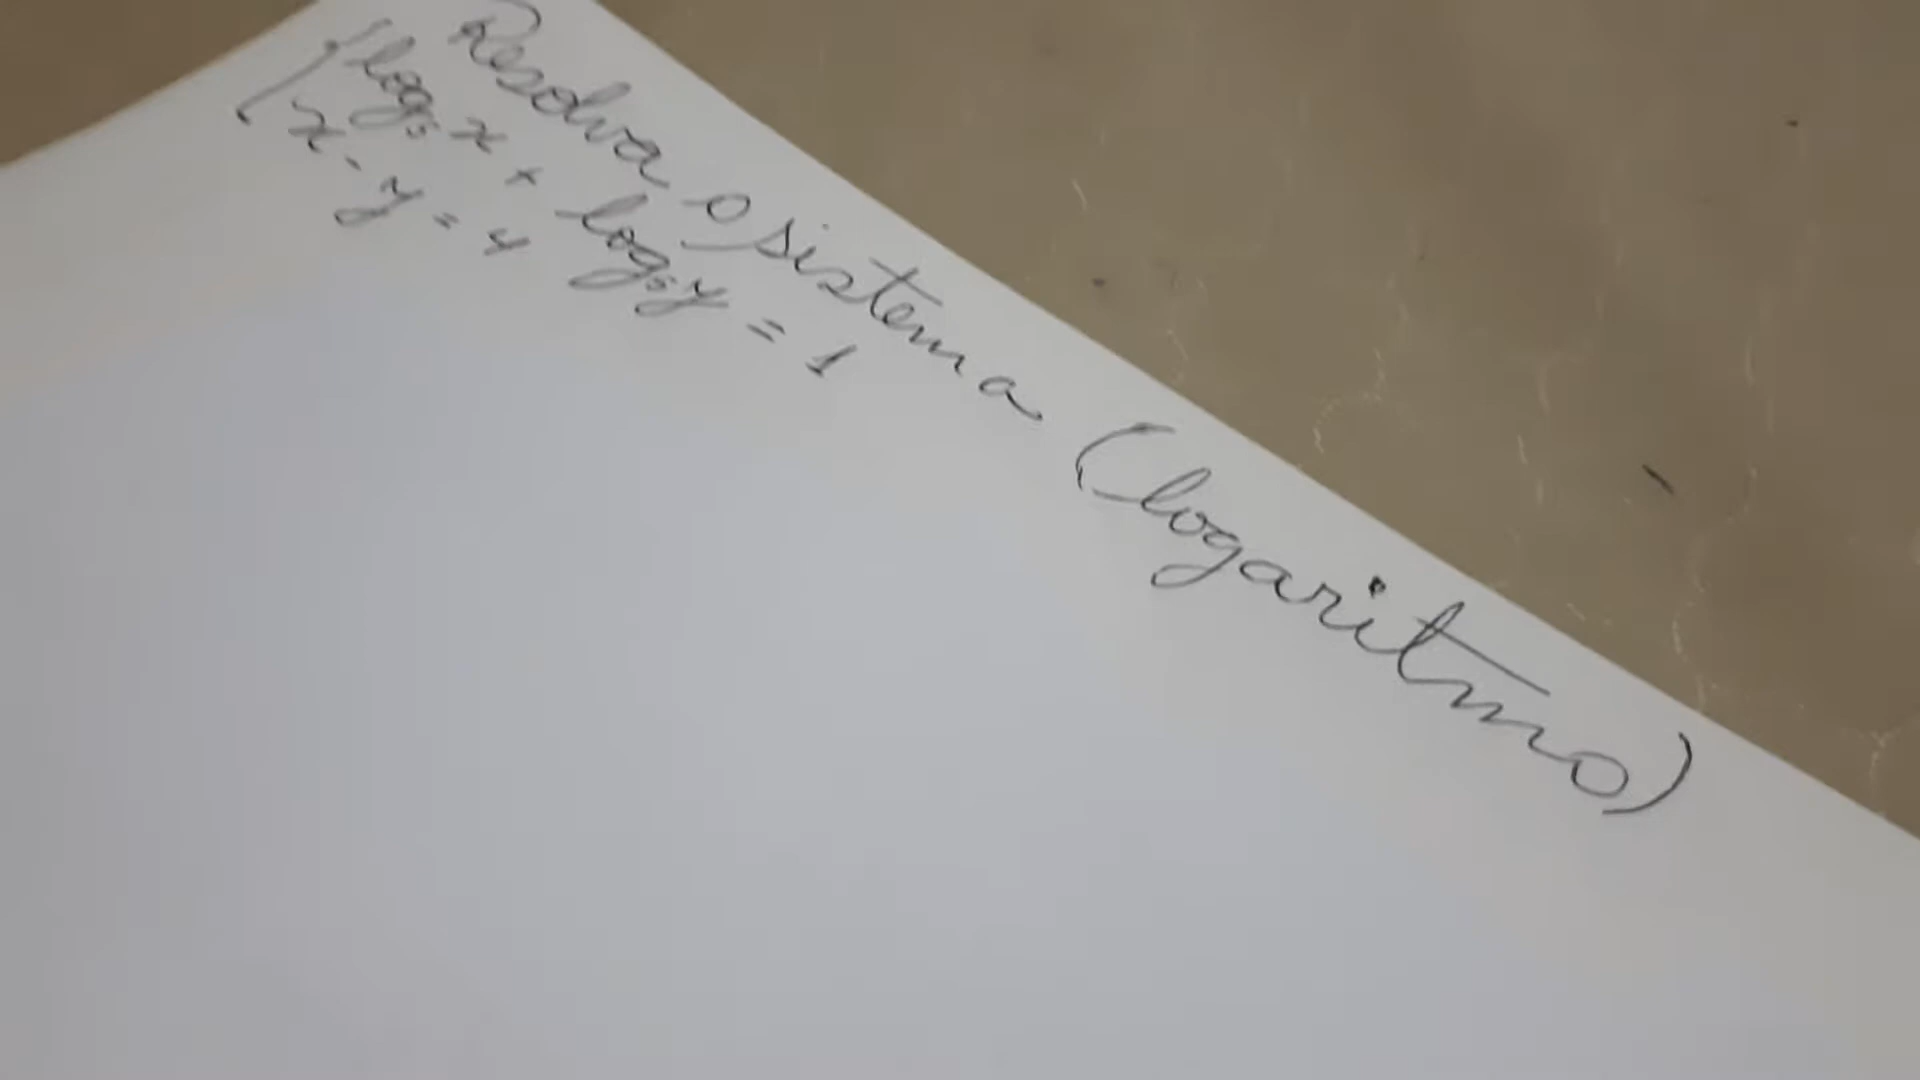 Resolva o sistema (logaritmo)
log₅ x + log₅ y = 1
x - y = 4